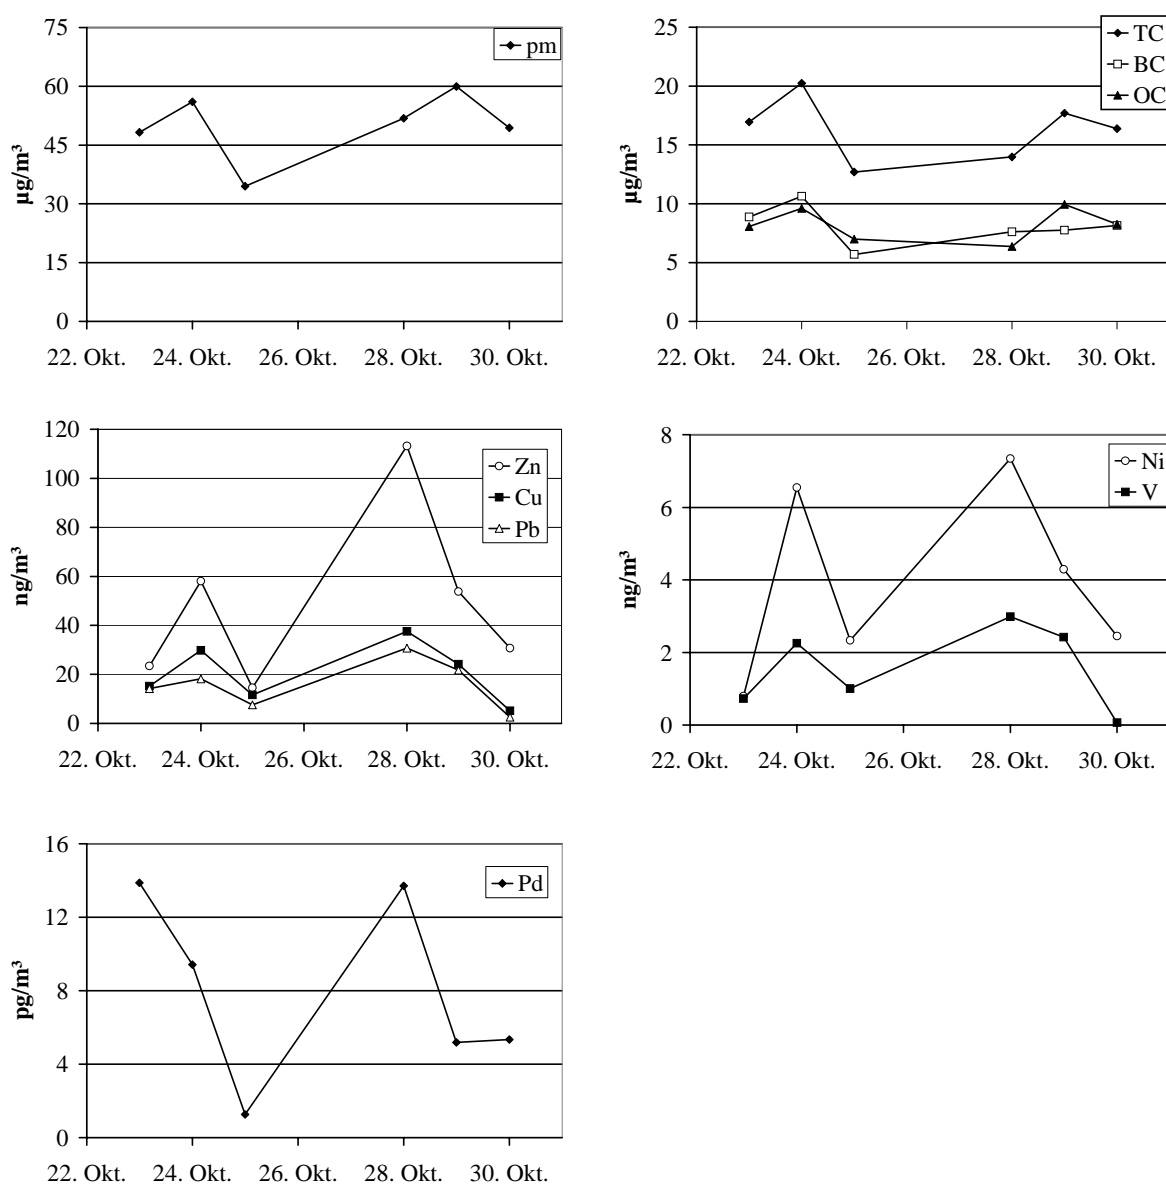 75
60
45
30
15
0
µg/m³
pm
22. Okt. 24. Okt. 26. Okt. 28. Okt. 30. Okt.
25
20
15
10
5
0
µg/m³
TC
BC
OC
22. Okt. 24. Okt. 26. Okt. 28. Okt. 30. Okt.
120
100
80
60
40
20
0
ng/m³
Zn
Cu
Pb
22. Okt. 24. Okt. 26. Okt. 28. Okt. 30. Okt.
8
6
4
2
0
ng/m³
Ni
V
22. Okt. 24. Okt. 26. Okt. 28. Okt. 30. Okt.
16
12
8
4
0
pg/m³
Pd
22. Okt. 24. Okt. 26. Okt. 28. Okt. 30. Okt.